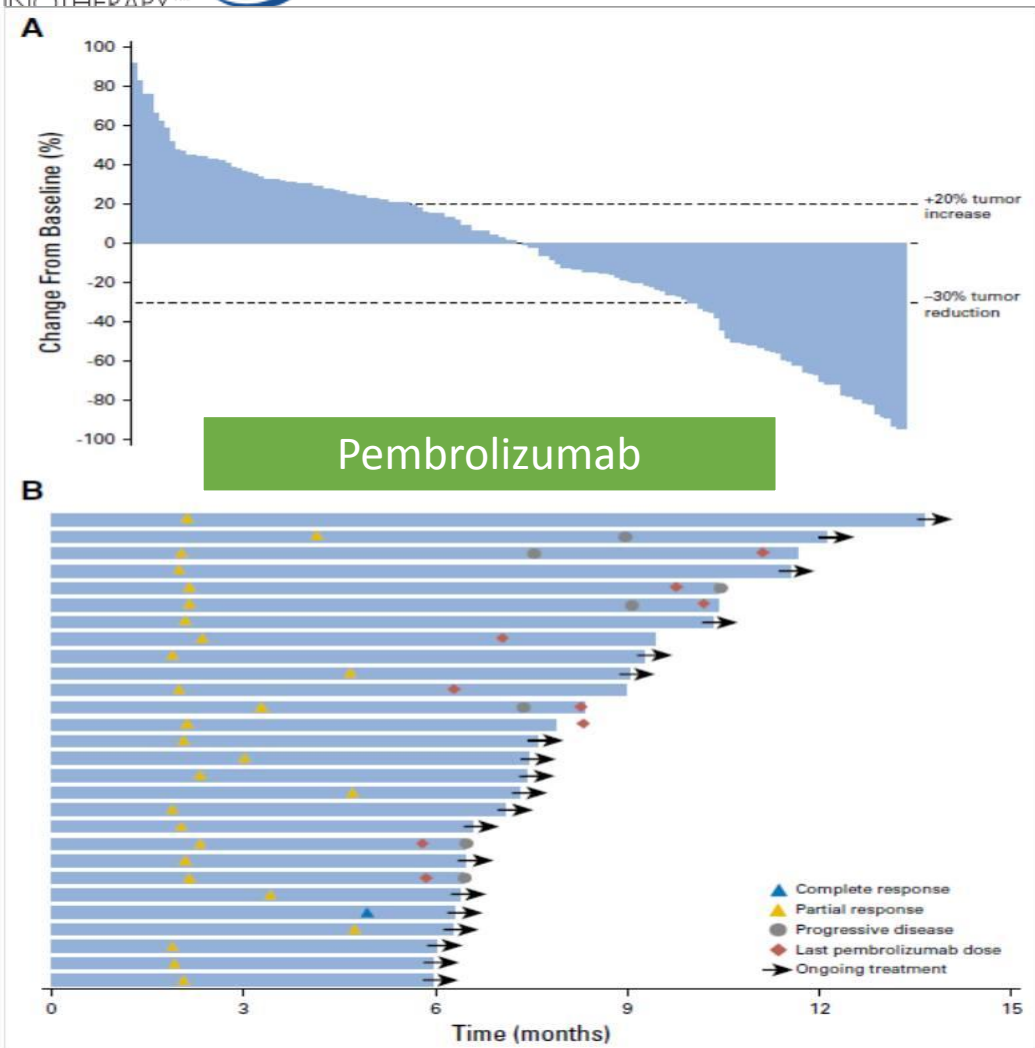 A
Change From Baseline (%)
100
80
60
40
20
0
-20
-40
-60
-80
-100
+20% tumor
increase
–30% tumor
reduction
Pembrolizumab
B
Complete response
Partial response
Progressive disease
Last pembrolizumab dose
Ongoing treatment
0 3 6 9 12 15
Time (months)